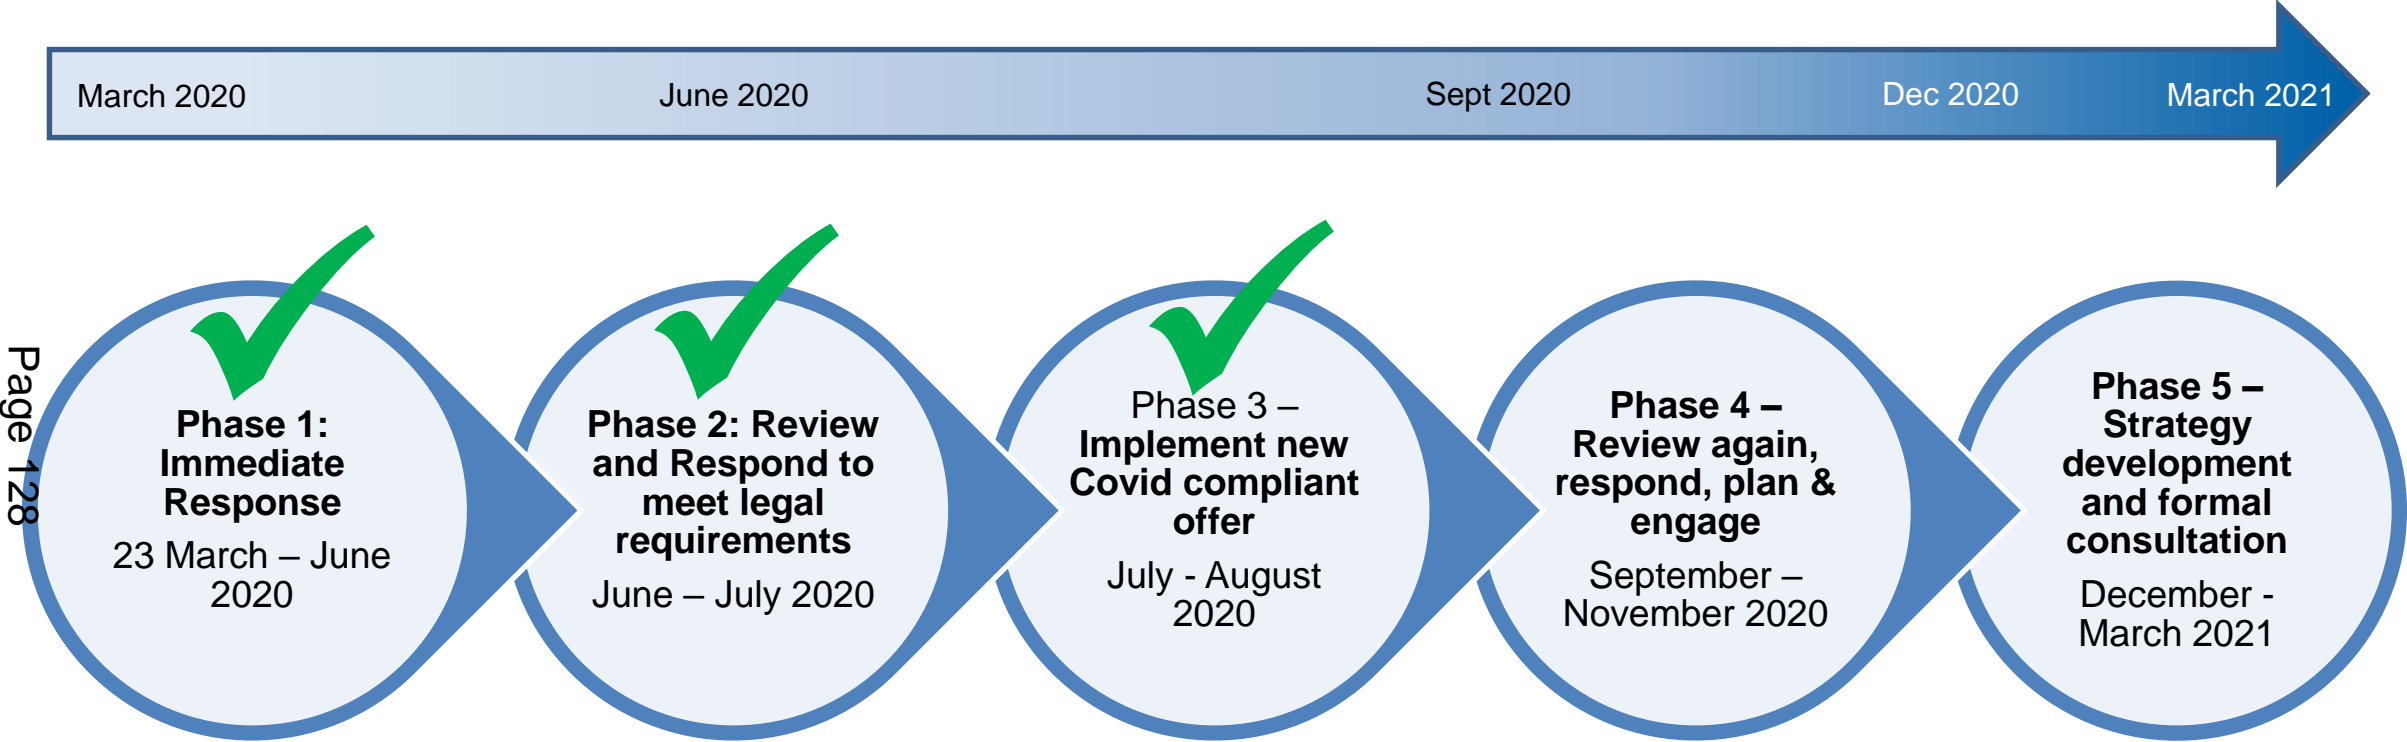 March 2020
June 2020
Sept 2020
Dec 2020
March 2021
Phase 1:
Immediate
Response
23 March – June
2020
Phase 2: Review
and Respond to
meet legal
requirements
June – July 2020
Phase 3 –
Implement new
Covid compliant
offer
July - August
2020
Phase 4 –
Review again,
respond, plan &
engage
September –
November 2020
Phase 5 –
Strategy
development
and formal
consultation
December -
March 2021
Page 128